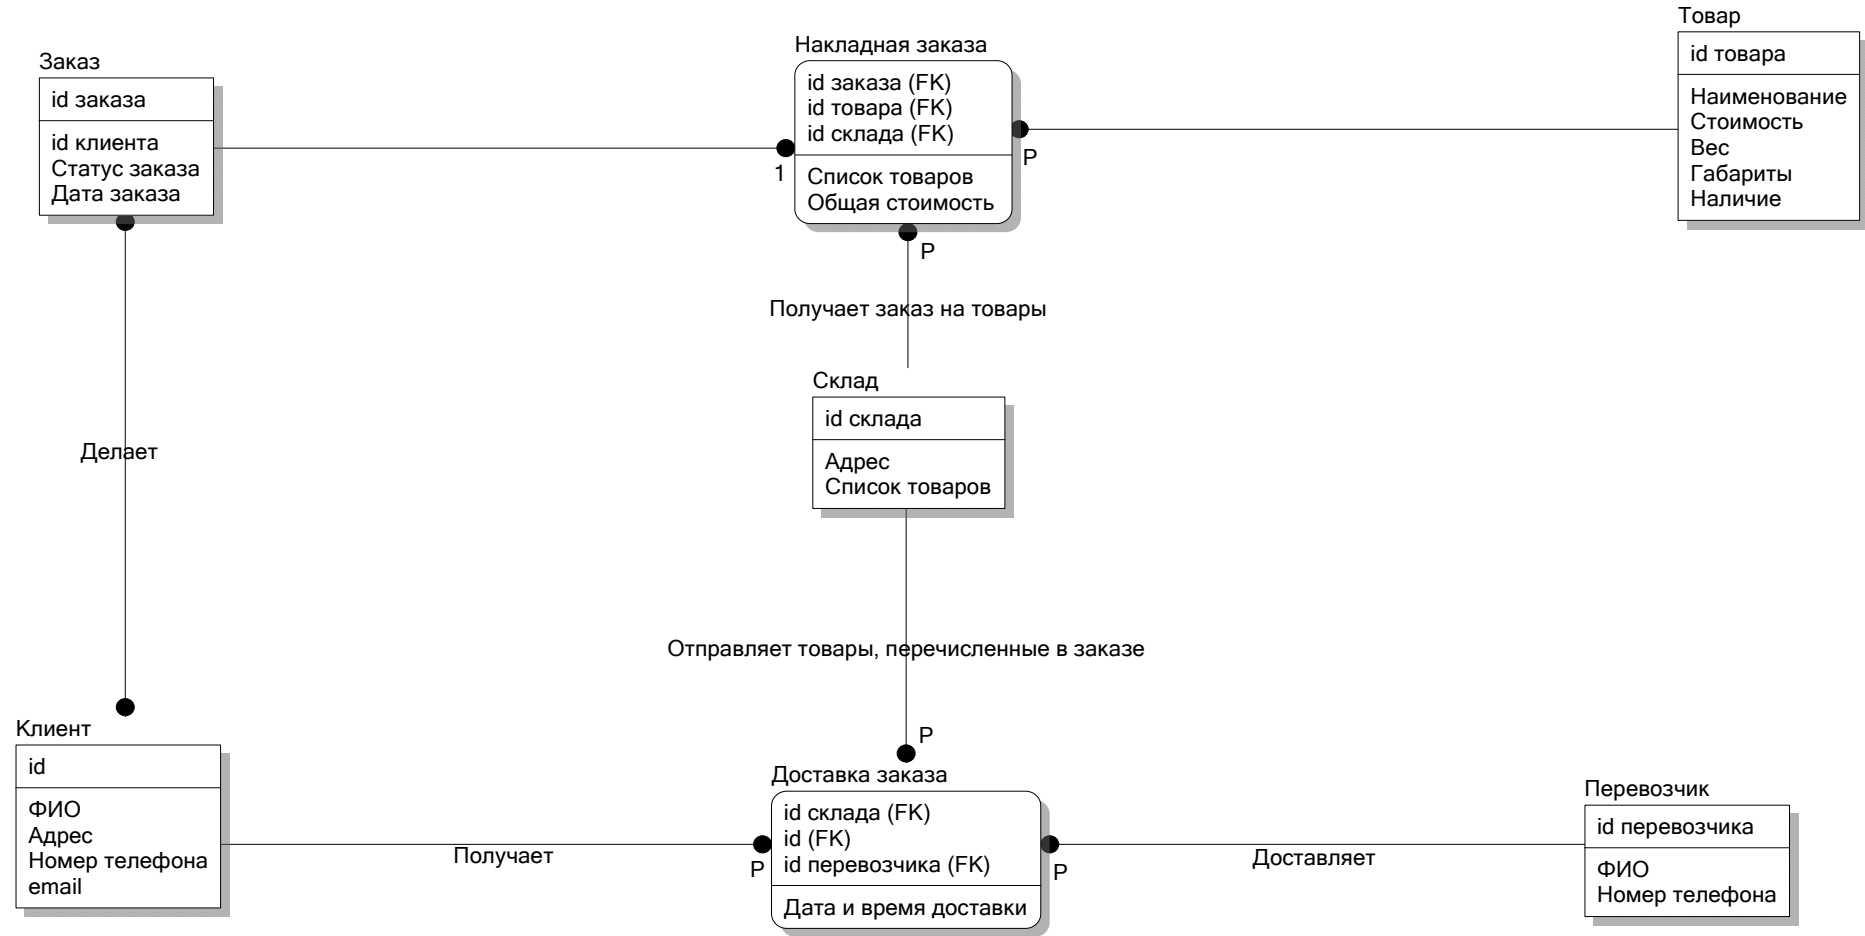 Заказ
id заказа
id клиента
Статус заказа
Дата заказа
Накладная заказа
id заказа (FK)
id товара (FK)
id склада (FK)
Список товаров
Общая стоимость
Товар
id товара
Наименование
Стоимость
Вес
Габариты
Наличие
1
P
P
Получает заказ на товары
Склад
id склада
Адрес
Список товаров
Делает
Отправляет товары, перечисленные в заказе
P
Клиент
id
ФИО
Адрес
Номер телефона
email
Получает
P
Доставка заказа
id склада (FK)
id (FK)
id перевозчика (FK)
Дата и время доставки
P
Доставляет
Перевозчик
id перевозчика
ФИО
Номер телефона